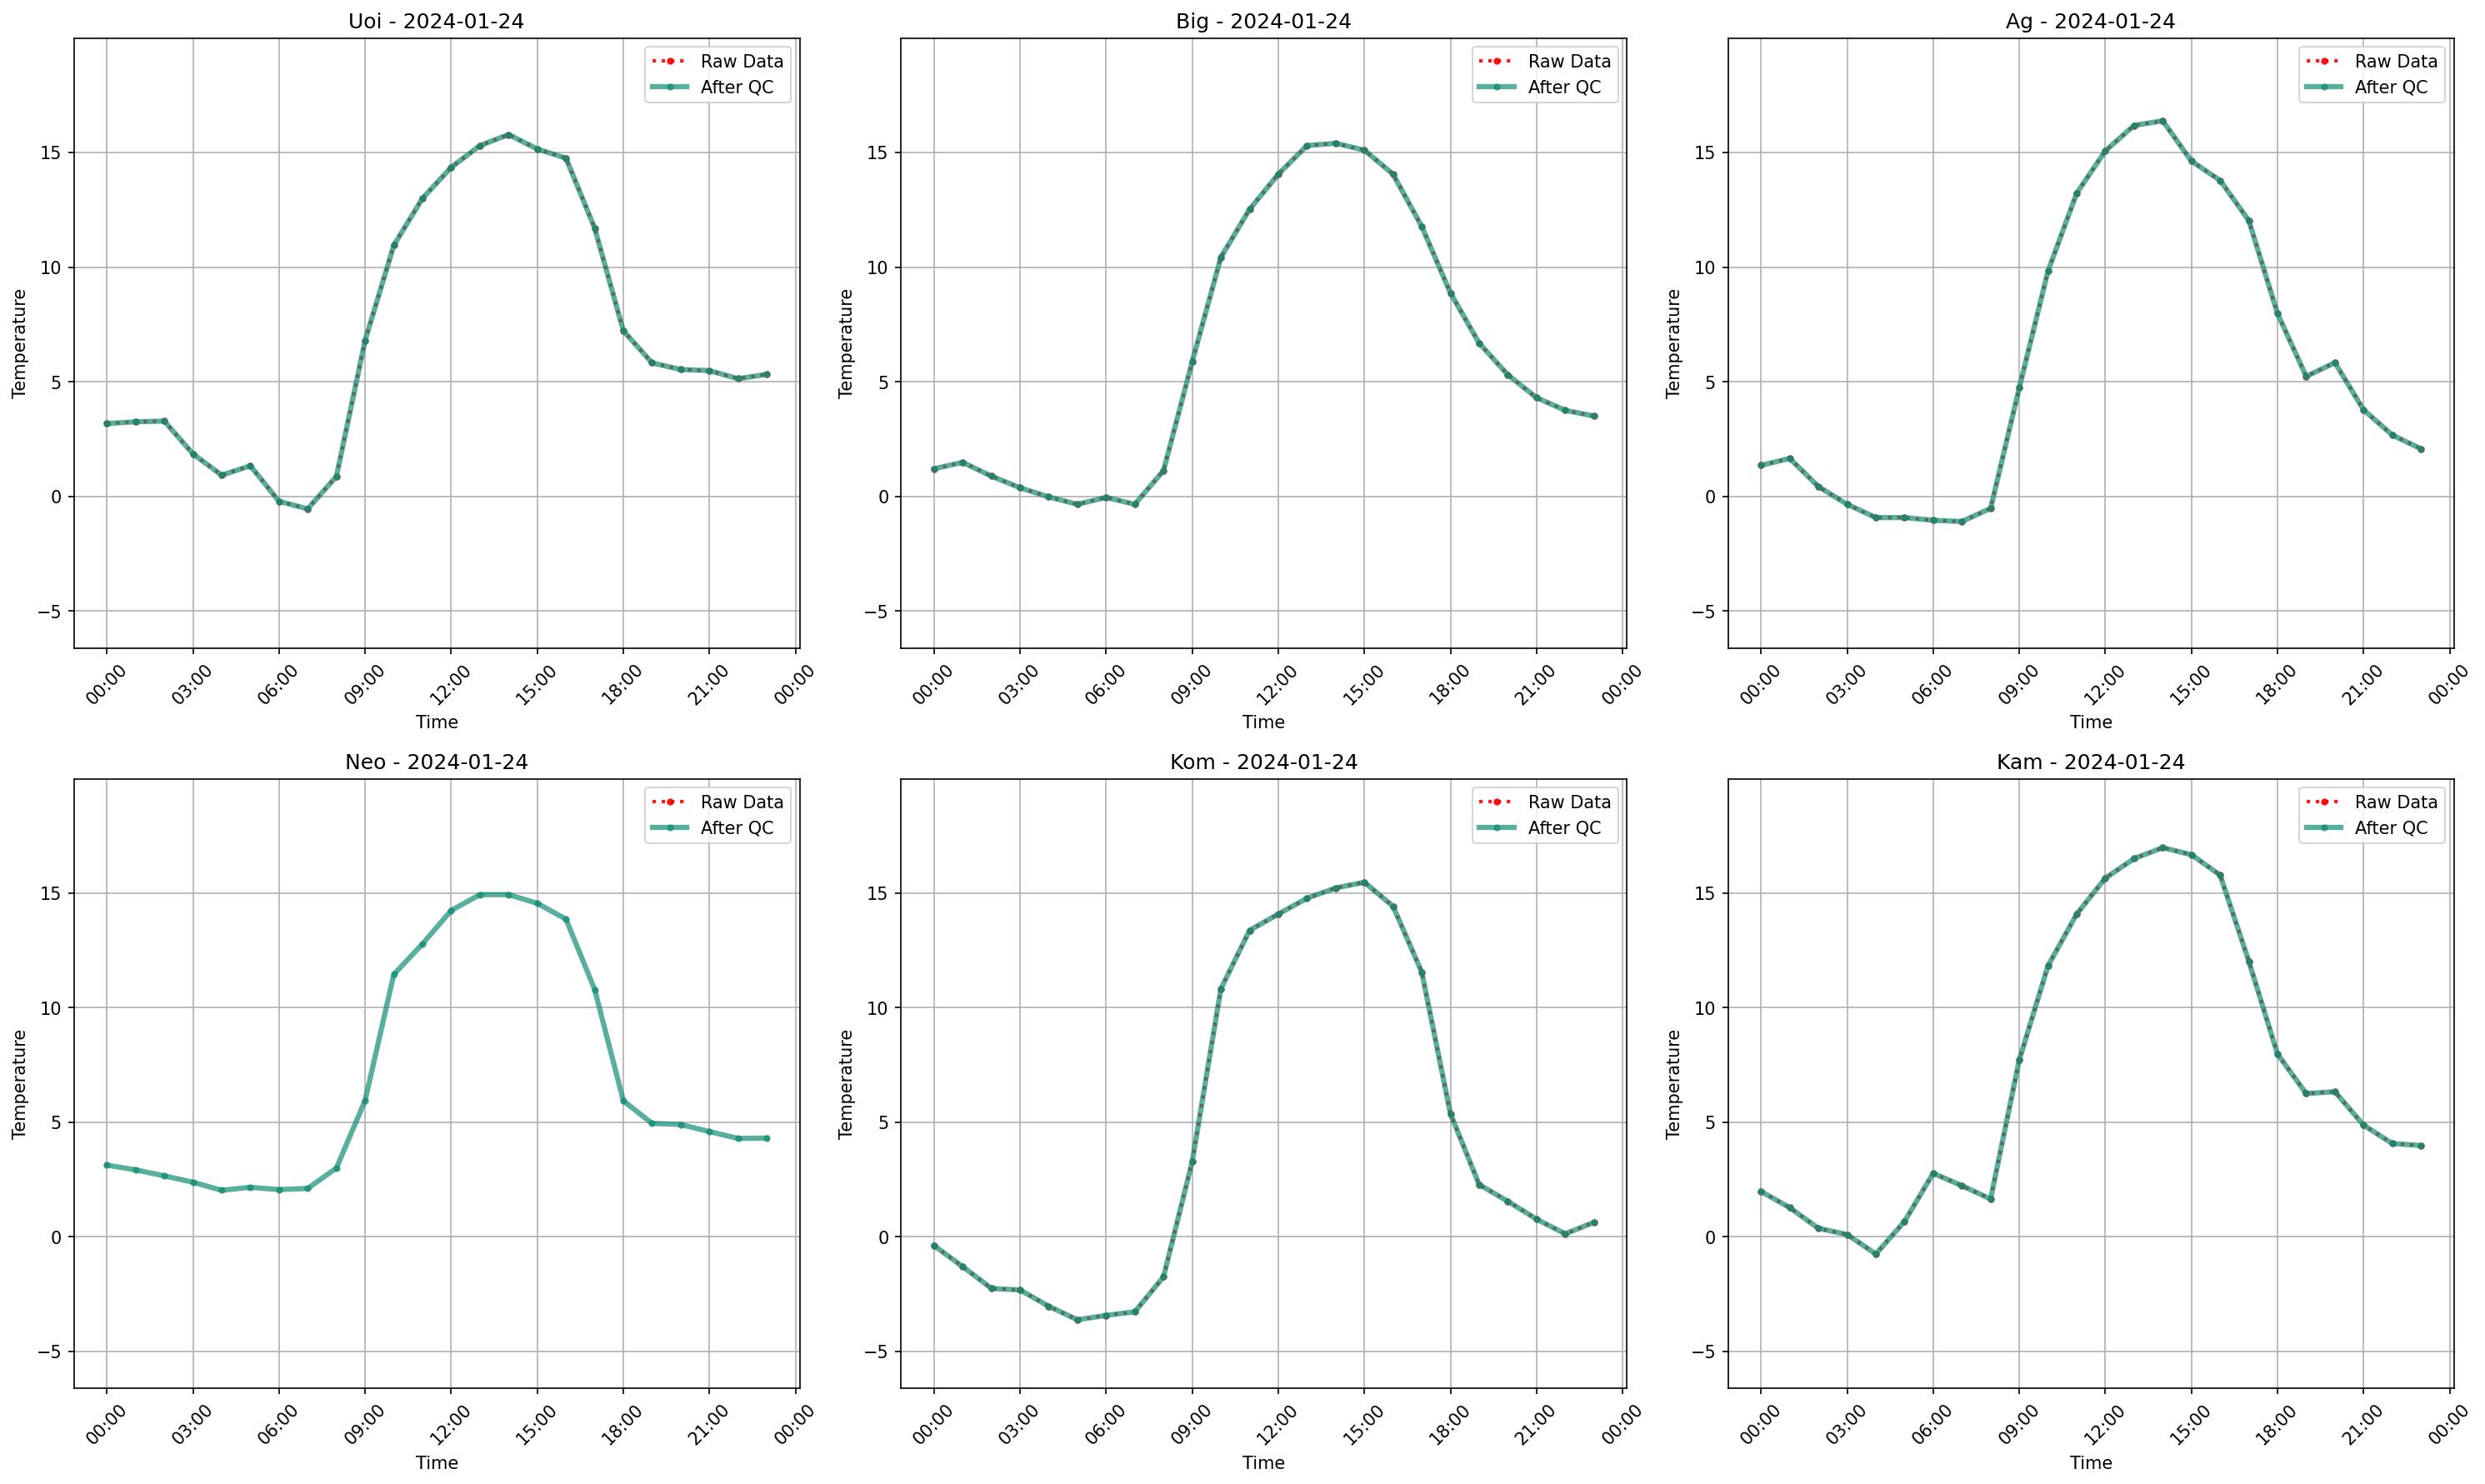 Uoi - 2024-01-24
Raw Data
After QC
Temperature
15
10
5
0
−5
00:00
03:00
06:00
09:00
12:00
15:00
18:00
21:00
00:00
Time
Big - 2024-01-24
Raw Data
After QC
Temperature
15
10
5
0
−5
00:00
03:00
06:00
09:00
12:00
15:00
18:00
21:00
00:00
Time
Ag - 2024-01-24
Raw Data
After QC
Temperature
15
10
5
0
−5
00:00
03:00
06:00
09:00
12:00
15:00
18:00
21:00
00:00
Time
Neo - 2024-01-24
Raw Data
After QC
Temperature
15
10
5
0
−5
00:00
03:00
06:00
09:00
12:00
15:00
18:00
21:00
00:00
Time
Kom - 2024-01-24
Raw Data
After QC
Temperature
15
10
5
0
−5
00:00
03:00
06:00
09:00
12:00
15:00
18:00
21:00
00:00
Time
Kam - 2024-01-24
Raw Data
After QC
Temperature
15
10
5
0
−5
00:00
03:00
06:00
09:00
12:00
15:00
18:00
21:00
00:00
Time